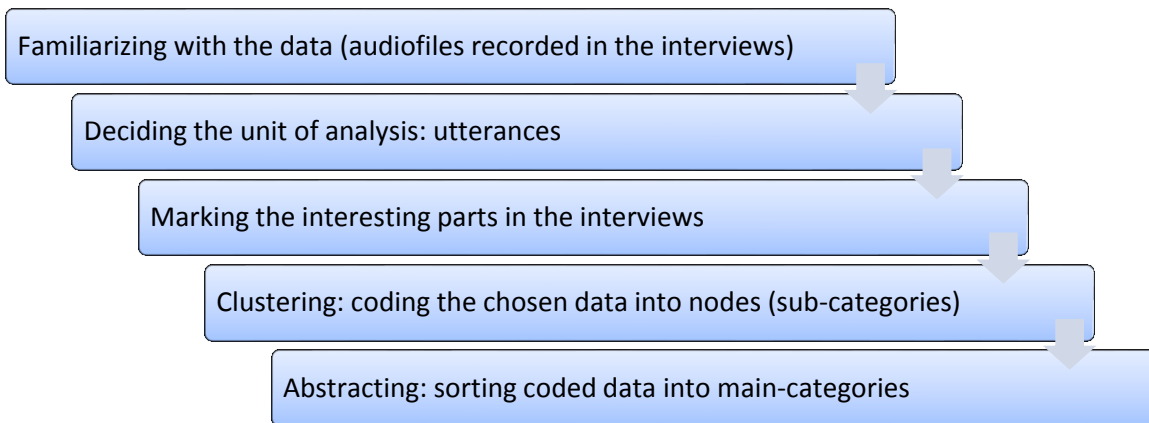 Familiarizing with the data (audiofiles recorded in the interviews)
Deciding the unit of analysis: utterances
Marking the interesting parts in the interviews
Clustering: coding the chosen data into nodes (sub-categories)
Abstracting: sorting coded data into main-categories